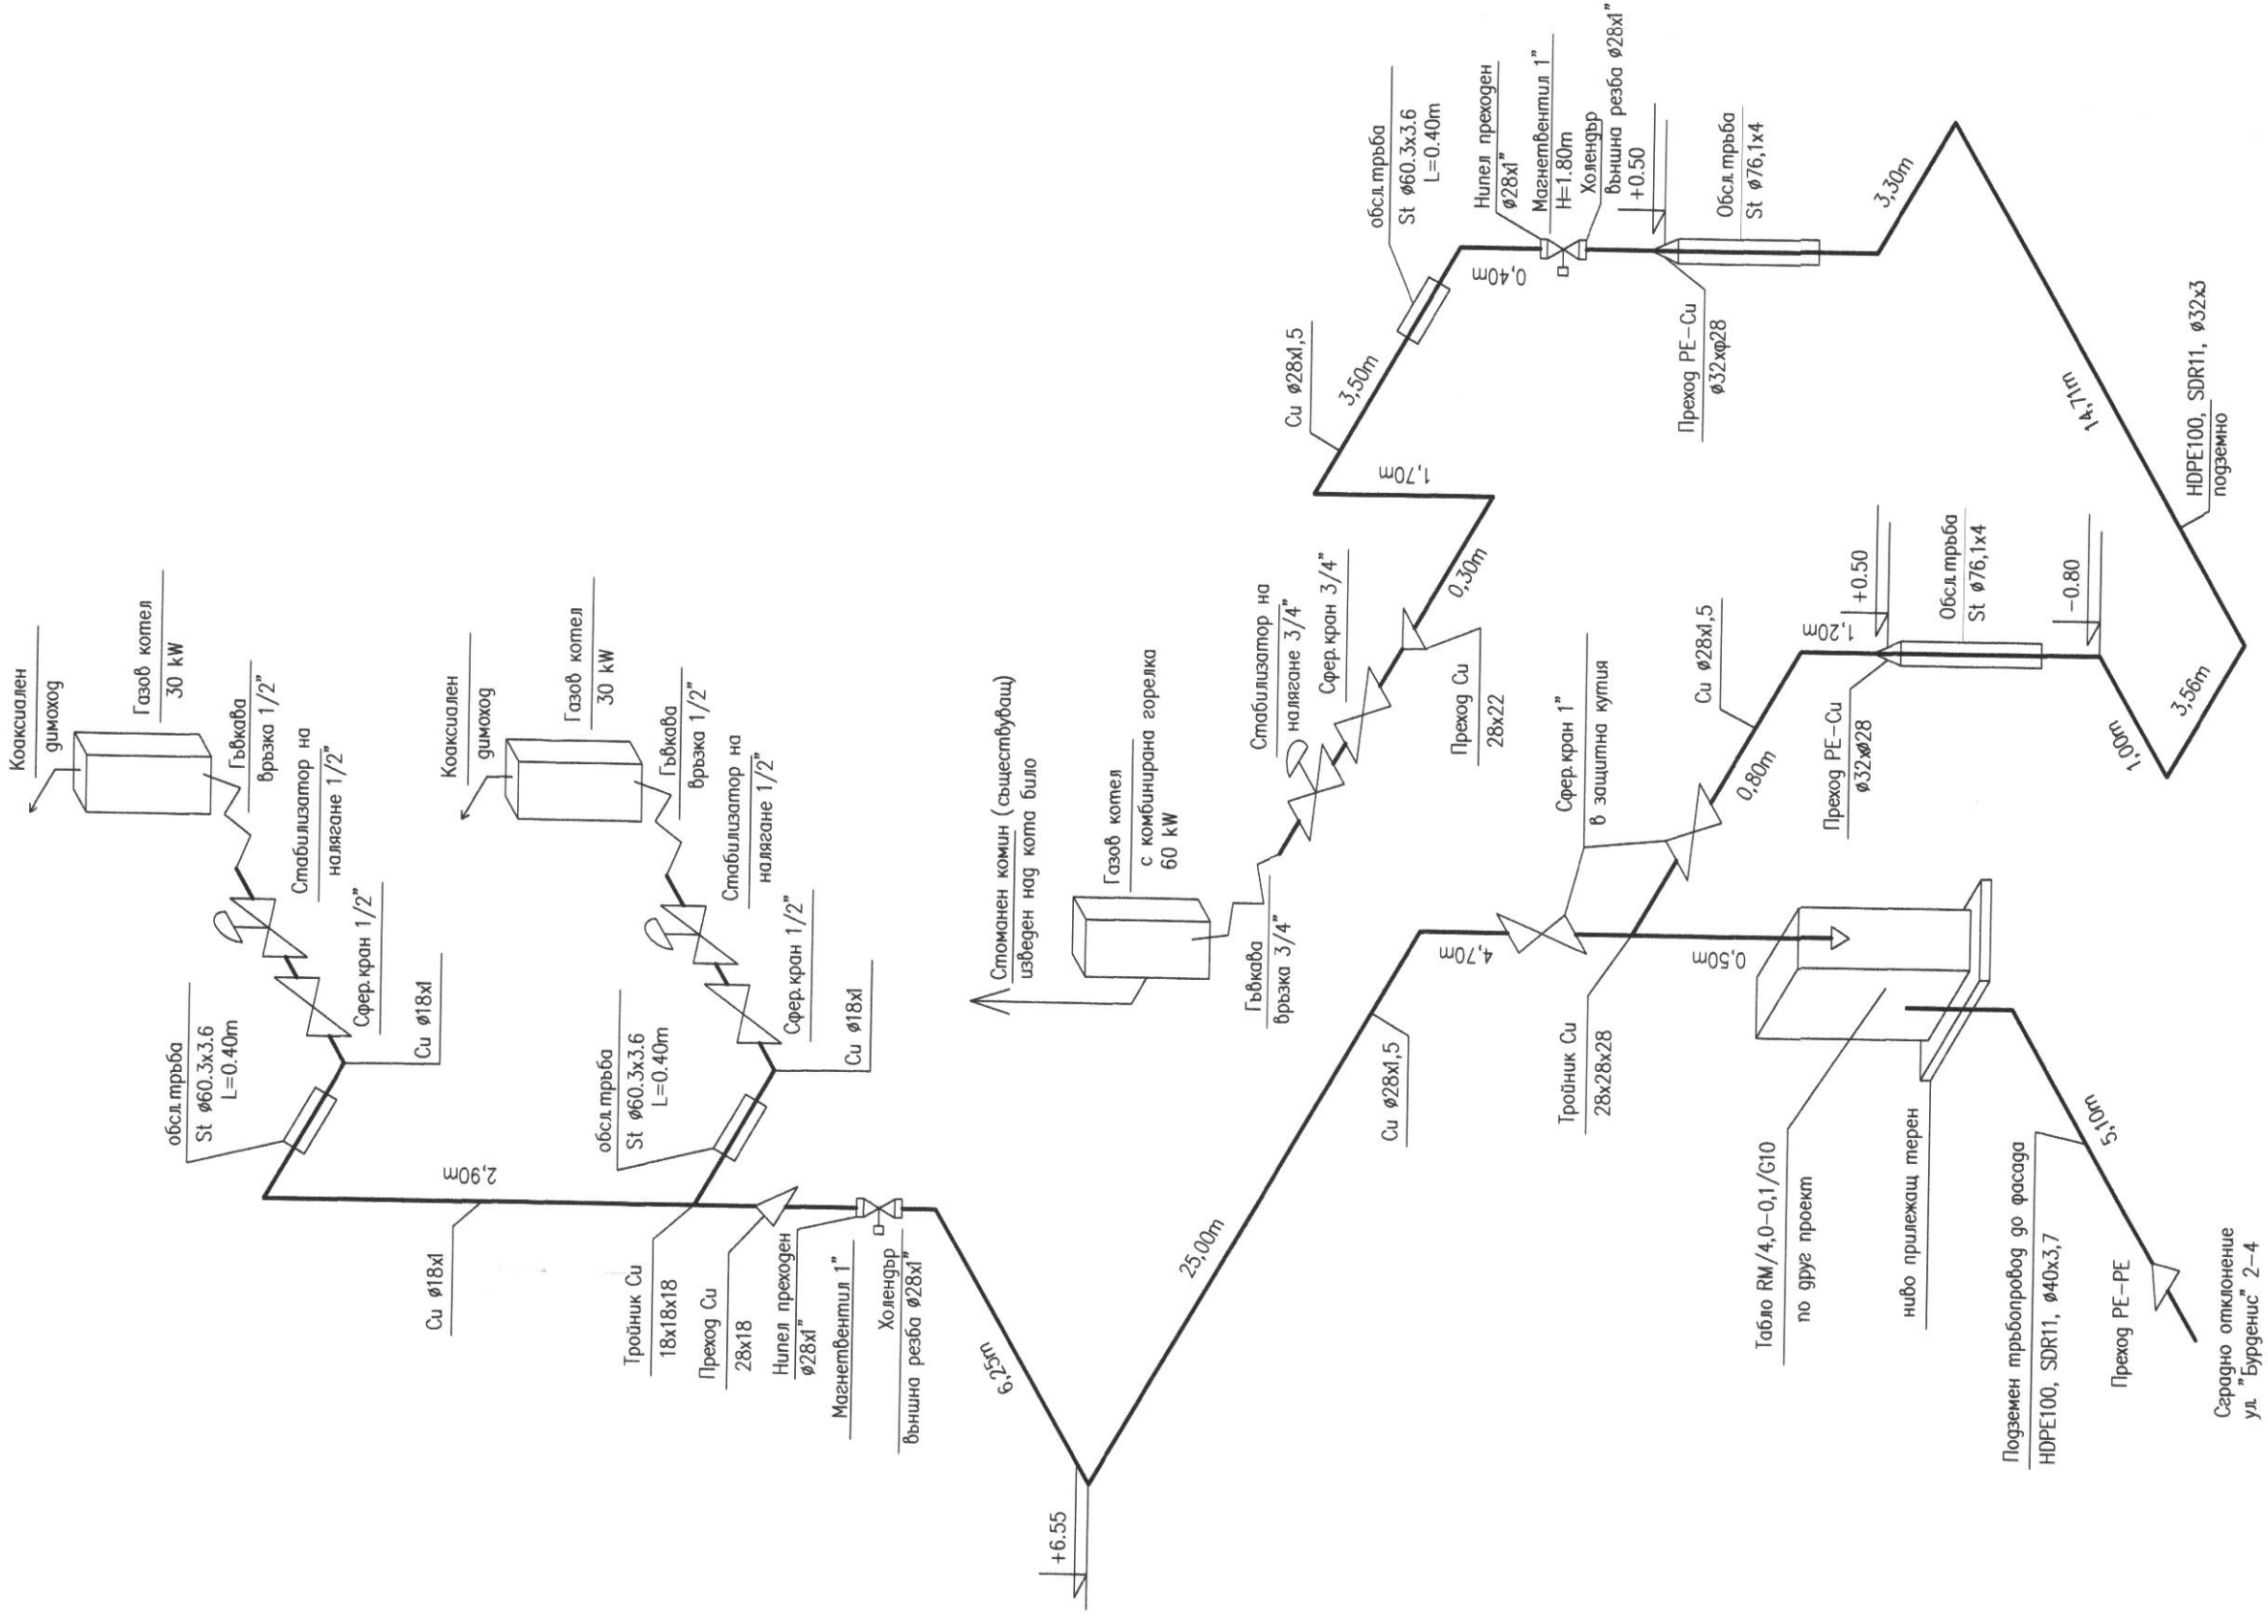 Коаксиален
димоход
Газов котел
30 kW
Гъвкава
връзка 1/2"
Стабилизатор на
налягане 1/2"
Сфер.кран 1/2"
обсл.тръба
St ø60.3x3.6
L=0.40m
Cu ø18x1
2,90m
Cu ø18x1
Коаксиален
димоход
Газов котел
30 kW
Гъвкава
връзка 1/2"
Стабилизатор на
налягане 1/2"
Сфер.кран 1/2"
обсл.тръба
St ø60.3x3.6
L=0.40m
Cu ø18x1
Тройник Cu
18x18x18
Преход Cu
28x18
Нипел преходен
ø28x1"
Магнетвентил 1"
Холендър
външна резба ø28x1"
6,25m
+6.55
25,00m
Стоманен комин (съществуващ)
изведен над кота било
Газов котел
с комбинирана горелка
60 kW
Гъвкава
връзка 3/4"
Стабилизатор на
налягане 3/4"
Сфер.кран 3/4"
Преход Cu
28x22
0,30m
1,70m
Cu ø28x1,5
3,50m
обсл.тръба
St ø60.3x3.6
L=0.40m
0,40m
Нипел преходен
ø28x1"
Магнетвентил 1"
H=1.80m
Холендър
външна резба ø28x1"
+0.50
Обсл.тръба
St ø76,1x4
Преход PE-Cu
ø32xφ28
3,30m
14,71m
HDPE100, SDR11, ø32x3
подземно
3,56m
1,00m
-0.80
Обсл.тръба
St ø76,1x4
+0.50
1,20m
Преход PE-Cu
ø32xø28
Cu ø28x1,5
0,80m
Сфер.кран 1"
в защитна кутия
4,70m
Cu ø28x1,5
Тройник Cu
28x28x28
0,50m
Табло RM/4,0-0,1/G10
по друг проект
ниво прилежащ терен
5,10m
Подземен тръбопровод до фасада
HDPE100, SDR11, ø40x3,7
Преход PE-PE
Сградно отклонение
ул. "Бурденис" 2-4